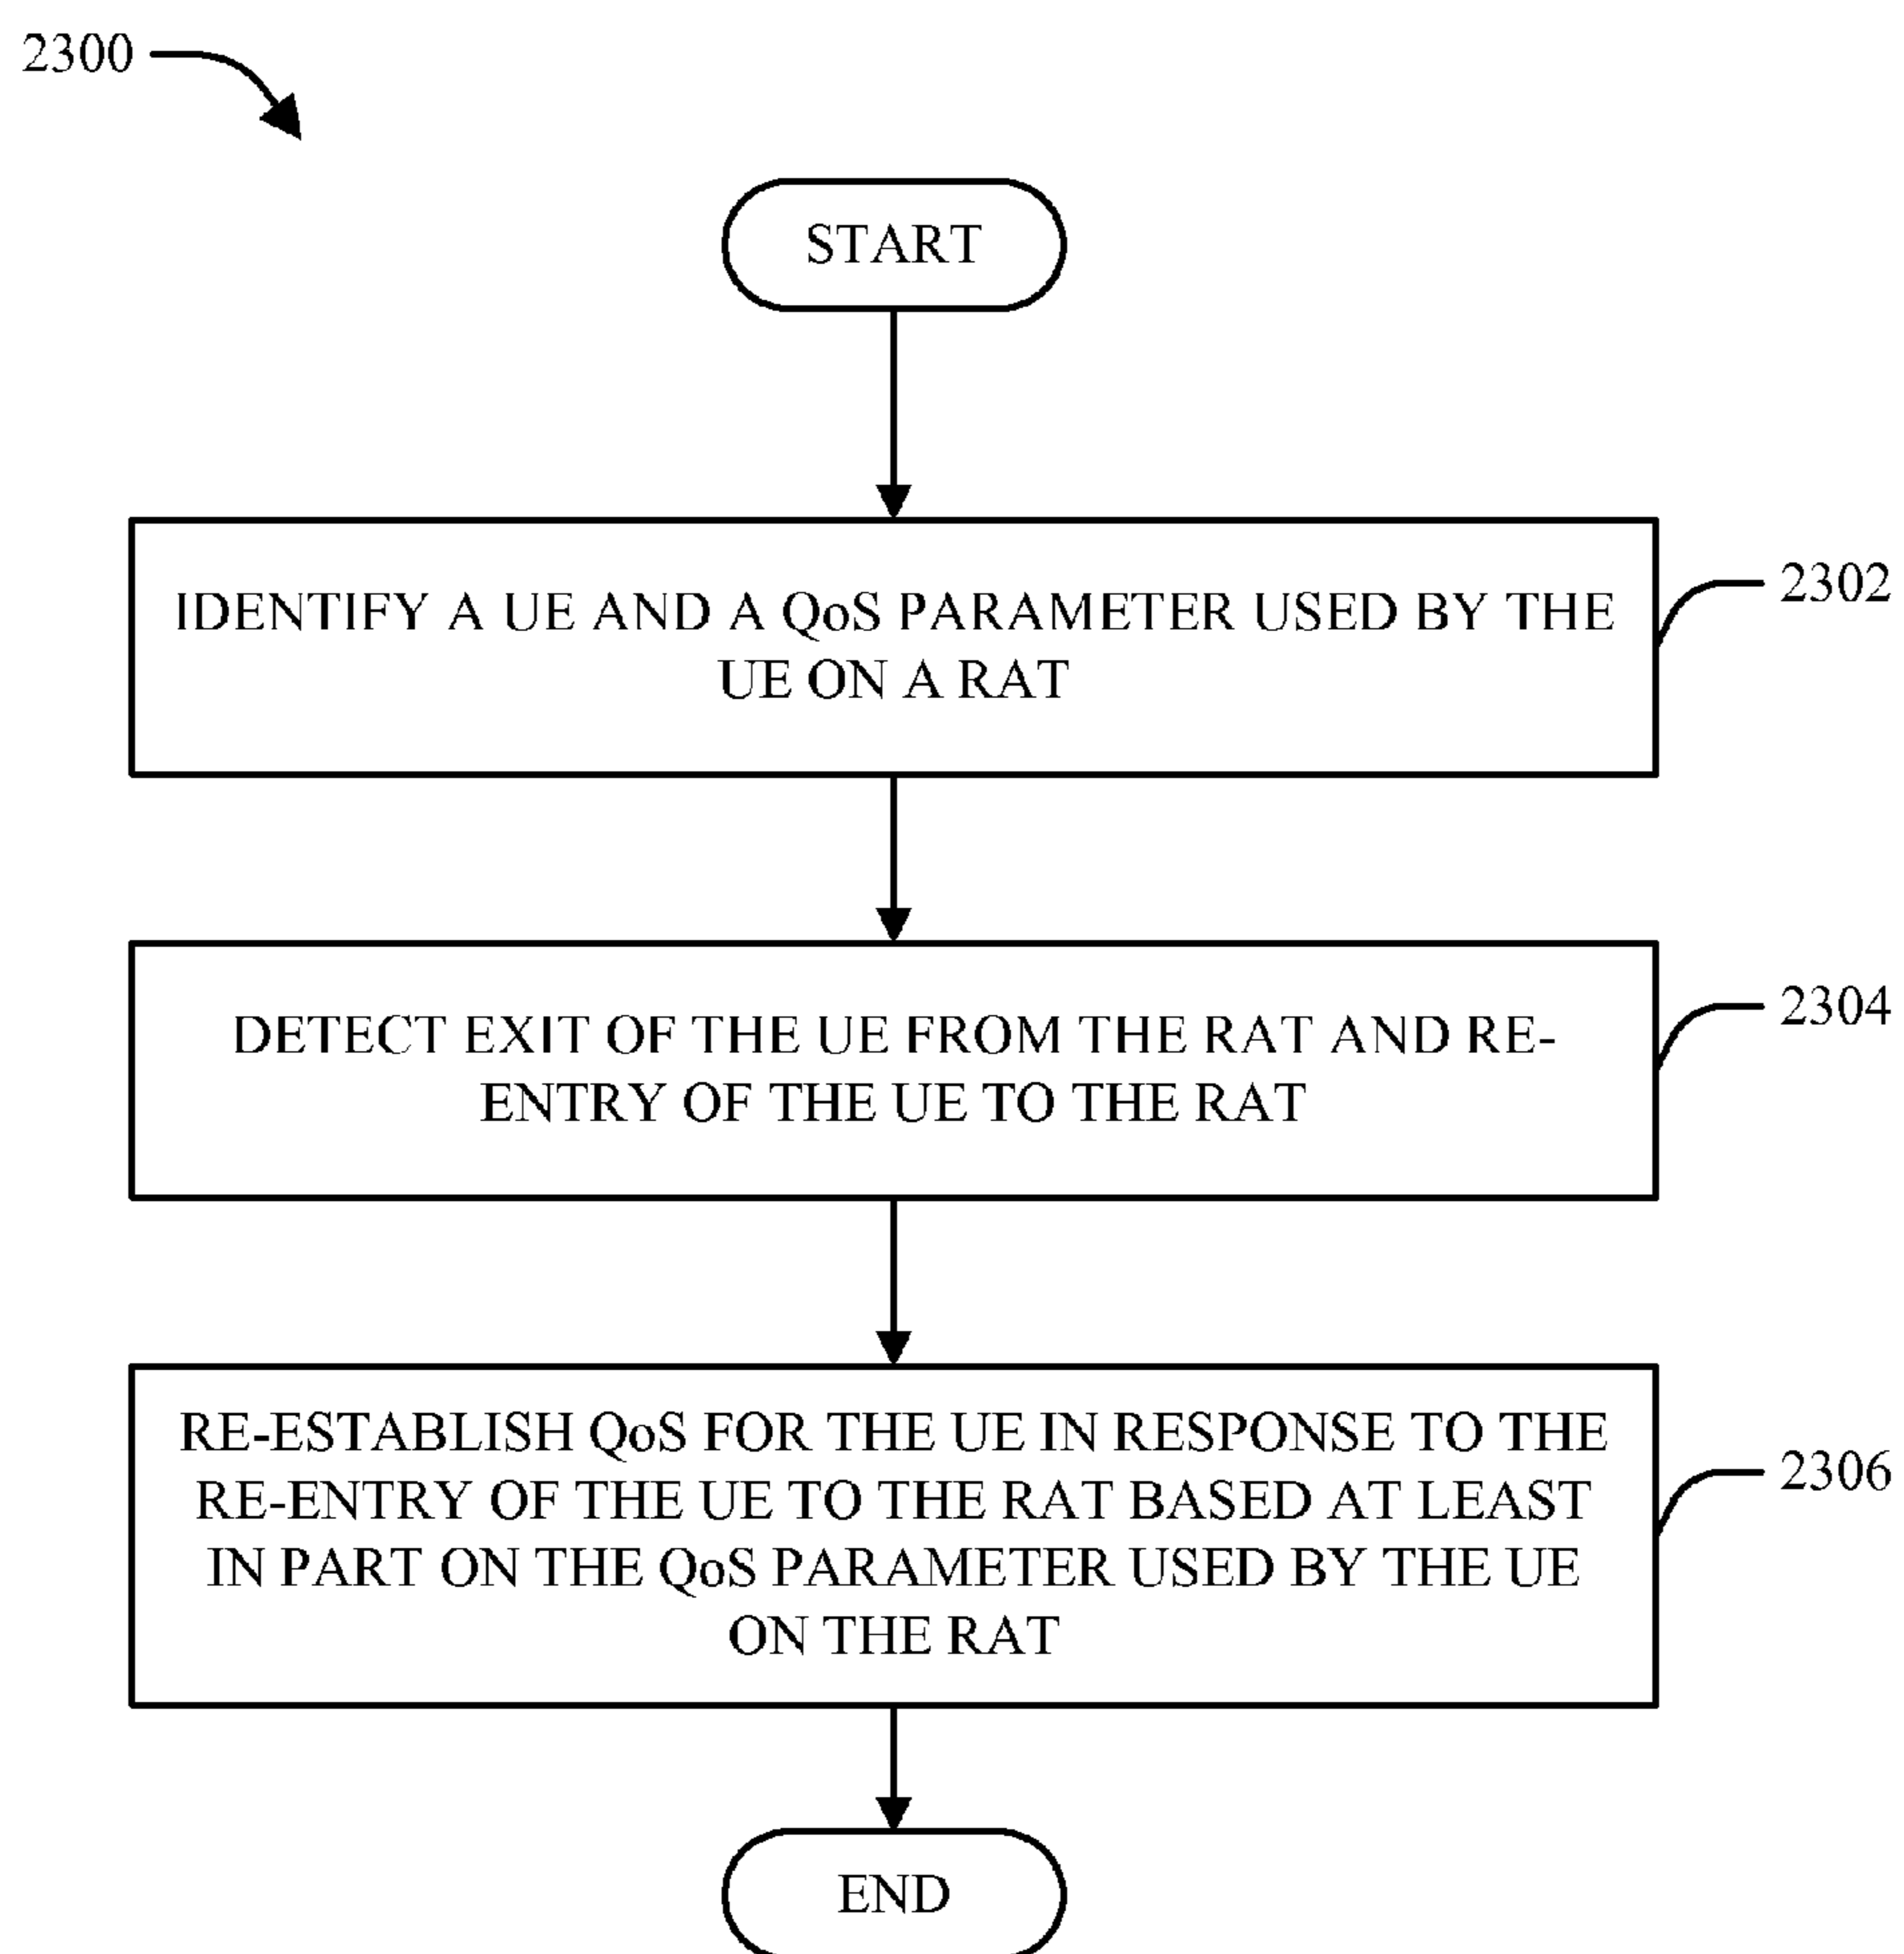 2300
START
IDENTIFY A UE AND A QoS PARAMETER USED BY THE
UE ON A RAT
2302
DETECT EXIT OF THE UE FROM THE RAT AND RE-
ENTRY OF THE UE TO THE RAT
2304
RE-ESTABLISH QoS FOR THE UE IN RESPONSE TO THE
RE-ENTRY OF THE UE TO THE RAT BASED AT LEAST
IN PART ON THE QoS PARAMETER USED BY THE UE
ON THE RAT
2306
END